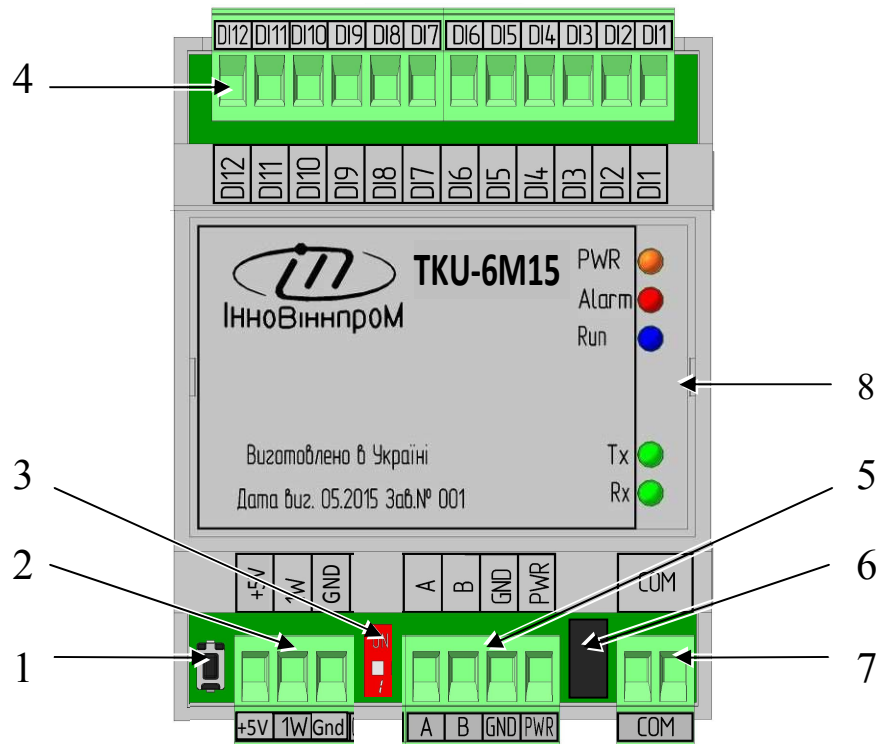 DI12 DI11 DI10 DI9 DI8 DI7 DI6 DI5 DI4 DI3 DI2 DI1
4
DI12 DI11 DI10 DI9 DI8 DI7 DI6 DI5 DI4 DI3 DI2 DI1
ІнноВіннпроМ
TKU-6M15
PWR
Alarm
Run
8
Виготовлено в Україні
Tx
Дата виг. 05.2015 Зав.№ 001
Rx
3
5
2
+5V 1W GND A B GND PWR COM
6
ON
1
1
7
+5V 1W Gnd A B GND PWR COM